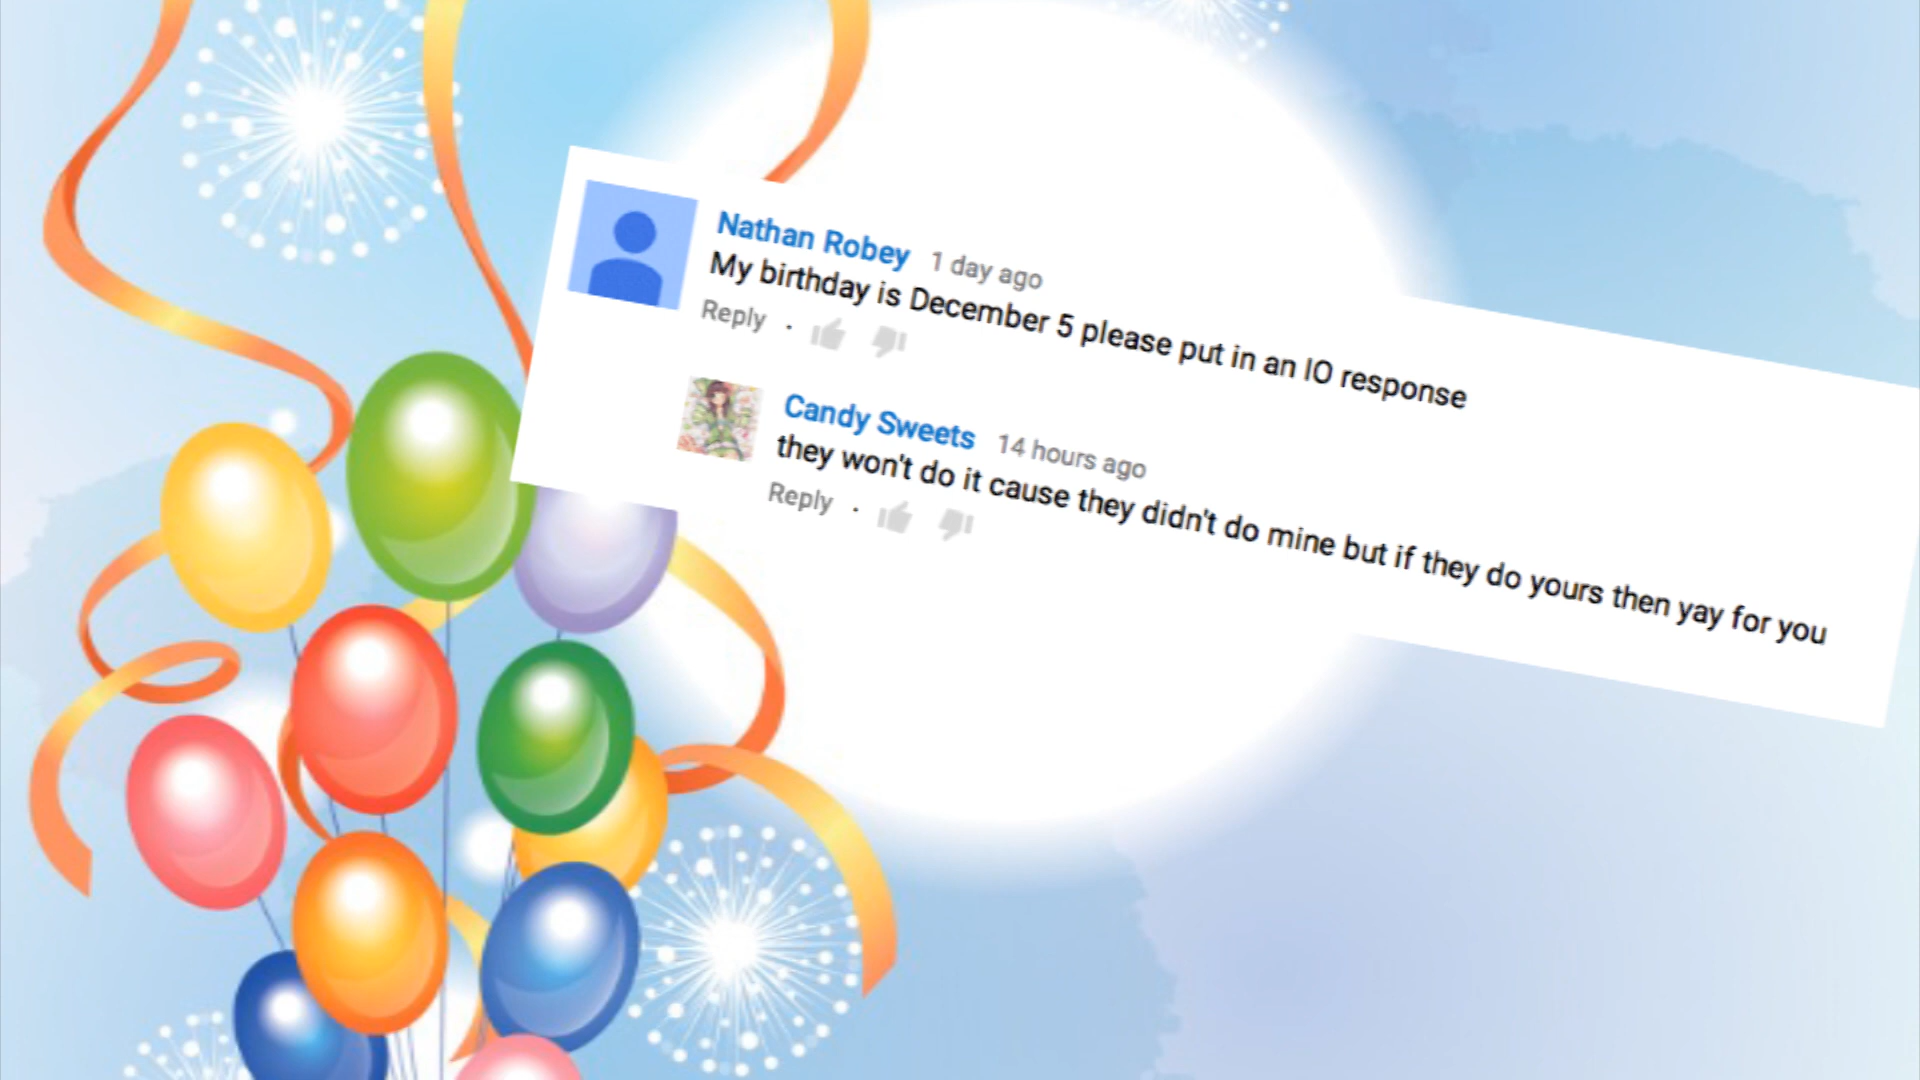 Nathan Robey 1 day ago
My birthday is December 5 please put in an IO response
Reply ·
Candy Sweets 14 hours ago
they won't do it cause they didn't do mine but if they do yours then yay for you
Reply ·